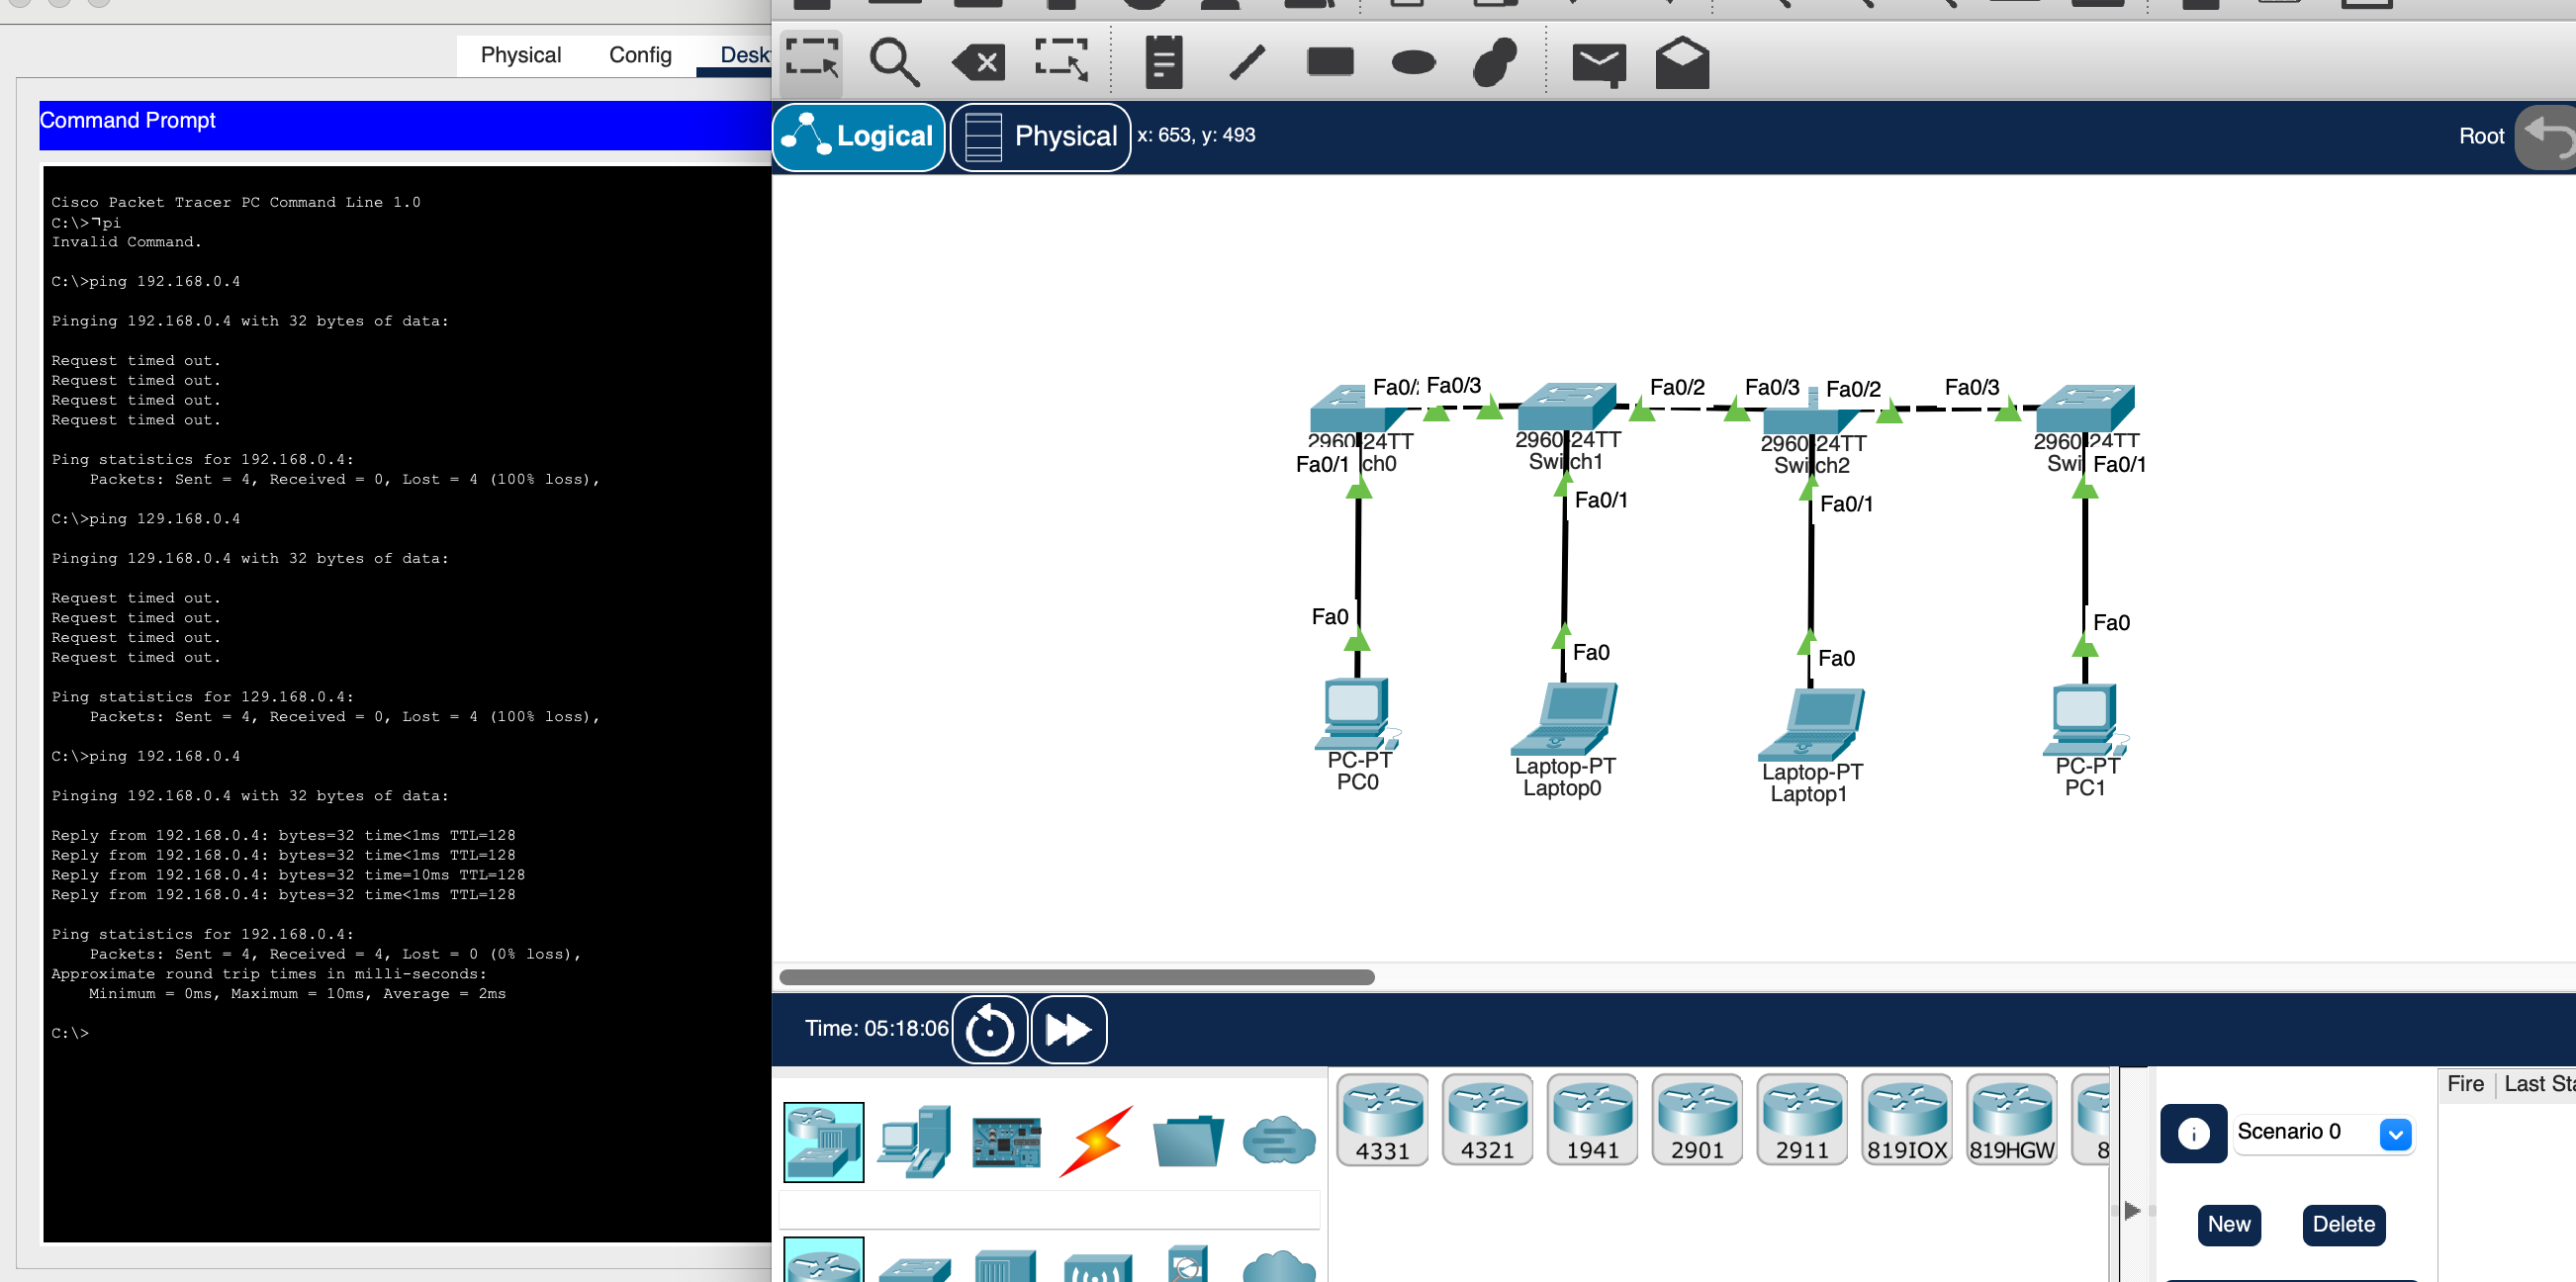 Physical Config Desk
Command Prompt
Cisco Packet Tracer PC Command Line 1.0
C:\>ㄱpi
Invalid Command.
C:\>ping 192.168.0.4
Pinging 192.168.0.4 with 32 bytes of data:
Request timed out.
Request timed out.
Request timed out.
Request timed out.
Ping statistics for 192.168.0.4:
Packets: Sent = 4, Received = 0, Lost = 4 (100% loss),
C:\>ping 129.168.0.4
Pinging 129.168.0.4 with 32 bytes of data:
Request timed out.
Request timed out.
Request timed out.
Request timed out.
Ping statistics for 129.168.0.4:
Packets: Sent = 4, Received = 0, Lost = 4 (100% loss),
C:\>ping 192.168.0.4
Pinging 192.168.0.4 with 32 bytes of data:
Reply from 192.168.0.4: bytes=32 time<1ms TTL=128
Reply from 192.168.0.4: bytes=32 time<1ms TTL=128
Reply from 192.168.0.4: bytes=32 time=10ms TTL=128
Reply from 192.168.0.4: bytes=32 time<1ms TTL=128
Ping statistics for 192.168.0.4:
Packets: Sent = 4, Received = 4, Lost = 0 (0% loss),
Approximate round trip times in milli-seconds:
Minimum = 0ms, Maximum = 10ms, Average = 2ms
C:\>
Logical Physical x: 653, y: 493 Root
Fa0/ Fa0/3 Fa0/2 Fa0/3 Fa0/2 Fa0/3
2960-24TT 2960-24TT 2960-24TT 2960-24TT
Fa0/1 ch0 Switch1 Switch2 Swi Fa0/1
Fa0/1 Fa0/1
Fa0 Fa0 Fa0 Fa0
PC-PT Laptop-PT Laptop-PT PC-PT
PC0 Laptop0 Laptop1 PC1
Time: 05:18:06
4331 4321 1941 2901 2911 819IOX 819HGW 8
Scenario 0
New Delete
Fire Last Sta